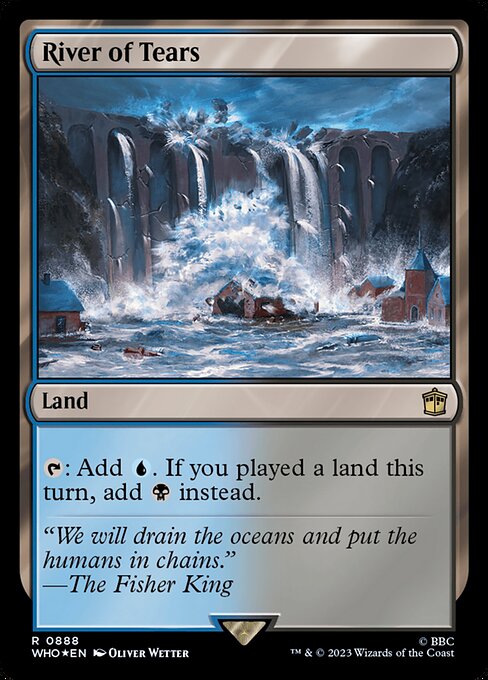 River of Tears
Land
: Add . If you played a land this
turn, add instead.
“We will drain the oceans and put the
humans in chains.”
—The Fisher King
R 0888
WHO★EN Oliver Wetter
© BBC
™ & © 2023 Wizards of the Coast